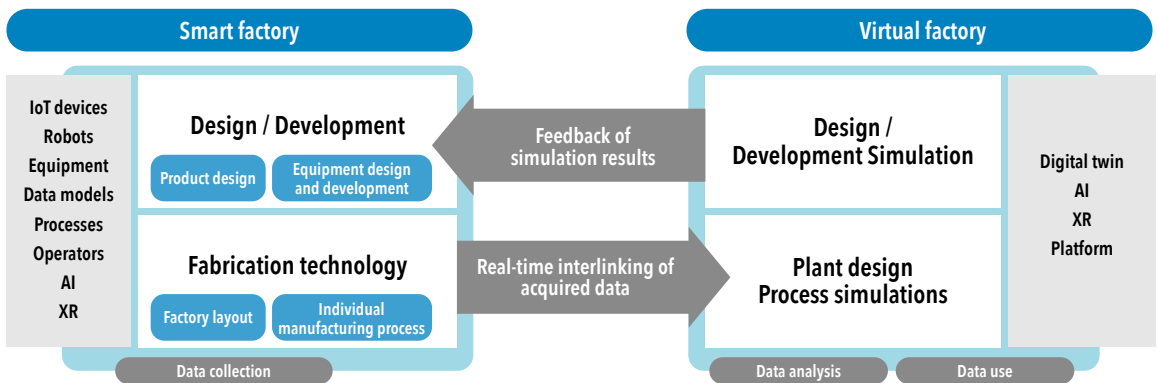 Smart factory
IoT devices
Robots
Equipment
Data models
Processes
Operators
AI
XR
Design / Development
Product design
Equipment design
and development
Fabrication technology
Factory layout
Individual
manufacturing process
Data collection
Feedback of
simulation results
Real-time interlinking of
acquired data
Virtual factory
Design /
Development Simulation
Plant design
Process simulations
Digital twin
AI
XR
Platform
Data analysis
Data use